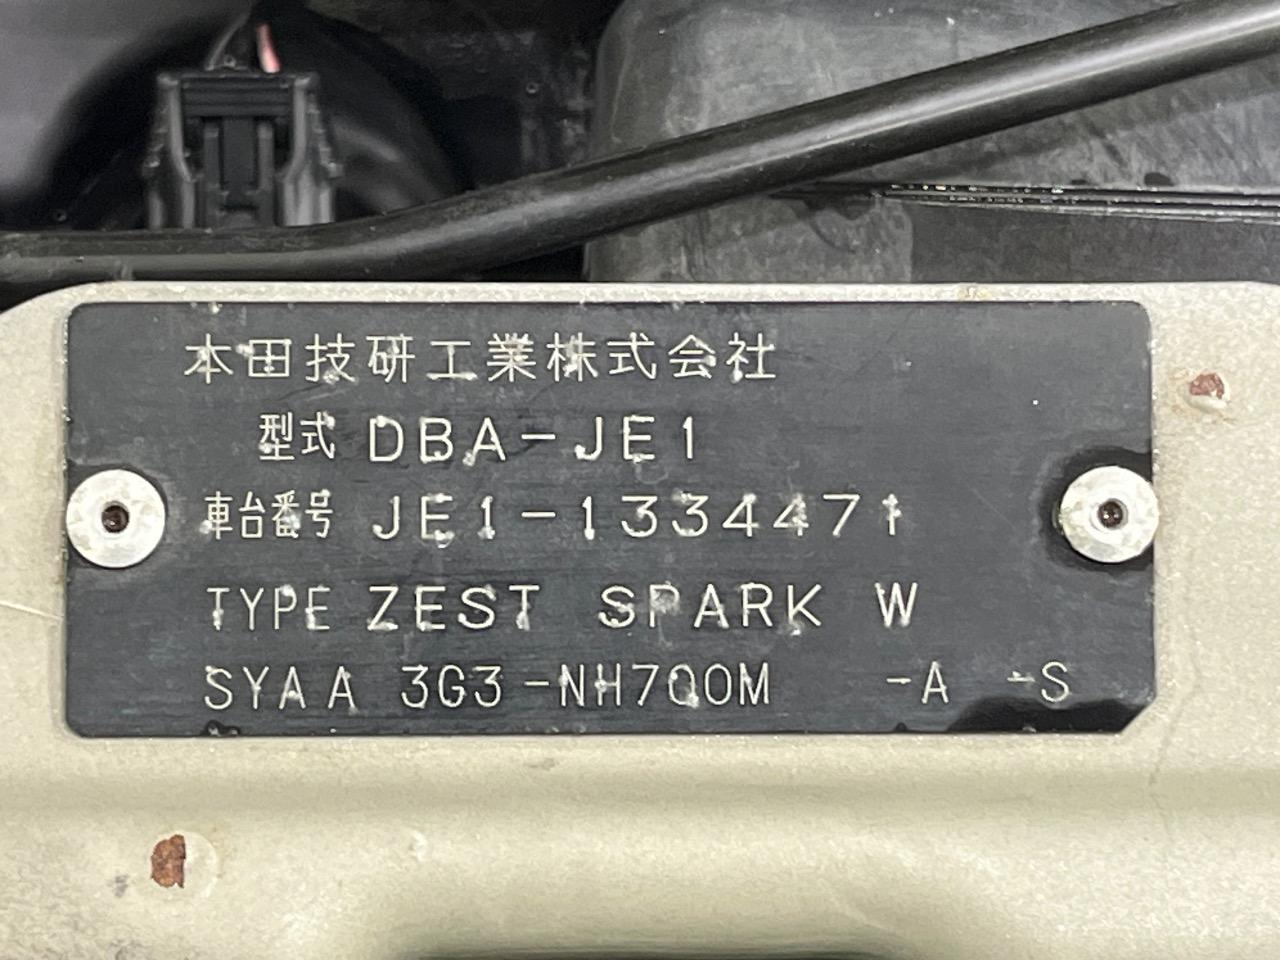 本田技研工業株式会社
型式 DBA-JE1
車台番号 JE1-1334471
TYPE ZEST SPARK W
SYAA 3G3-NH700M -A -S